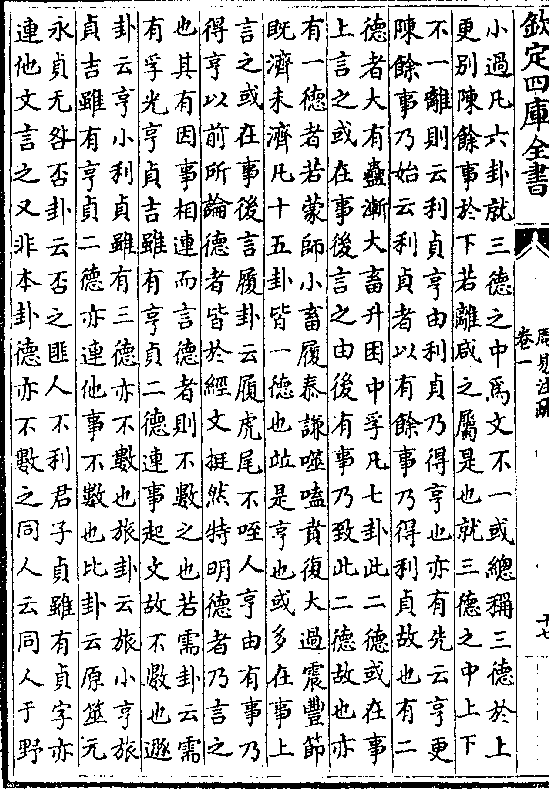 欽定四庫全書
周易注疏
卷一
十七
小過凡六卦就三德之中為文不一或總稱三德於上
更别陳餘事於下若離咸之屬是也就三德之中上下
不一離則云利貞亨由利貞乃得亨也亦有先云亨更
陳餘事乃始云利貞者以有餘事乃得利貞故也有二
德者大有蠱漸大畜升困中孚凡七卦此二德或在事
上言之或在事後言之由後有事乃致此二德故也亦
有一德者若蒙師小畜履泰謙噬嗑賁復大過震豐節
既濟未濟凡十五卦皆一德也並是亨也或多在事上
言之或在事後言履卦云履虎尾不咥人亨由有事乃
得亨以前所論德者皆於經文挺然特明德者乃言之
也其有因事相連而言德者則不數之也若需卦云需
有孚光亨貞吉雖有亨貞二德連事起文故不數也遯
卦云亨小利貞雖有三德亦不數也旅卦云旅小亨旅
貞吉雖有亨貞二德亦連他事不數也比卦云原筮元
永貞无咎否卦云否之匪人不利君子貞雖有貞字亦
連他文言之又非本卦德亦不數之同人云同人于野